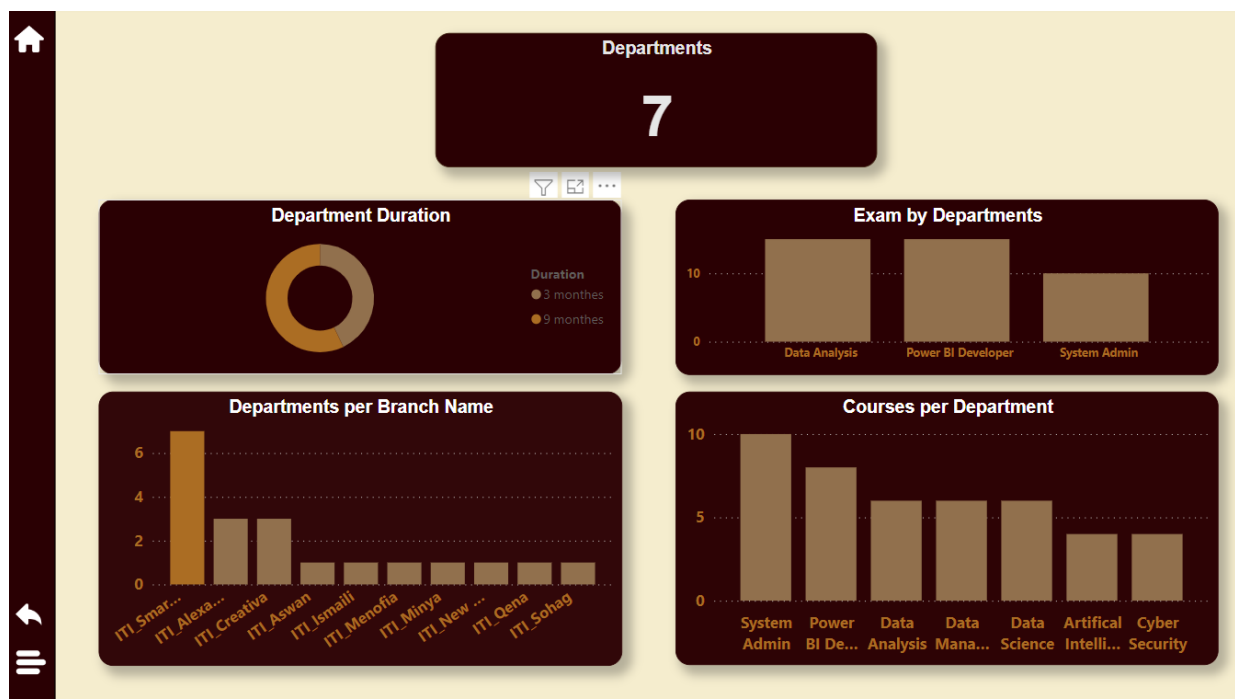 Departments
7
Department Duration
Duration
3 monthes
9 monthes
Exam by Departments
10
0
Data Analysis
Power BI Developer
System Admin
Departments per Branch Name
6
4
2
0
ITI_Smar...
ITI_Alexa...
ITI_Creativa
ITI_Aswan
ITI_Ismaili
ITI_Menofia
ITI_Minya
ITI_New ...
ITI_Qena
ITI_Sohag
Courses per Department
10
5
0
System
Admin
Power
BI De...
Data
Analysis
Data
Mana...
Data
Science
Artifical
Intelli...
Cyber
Security